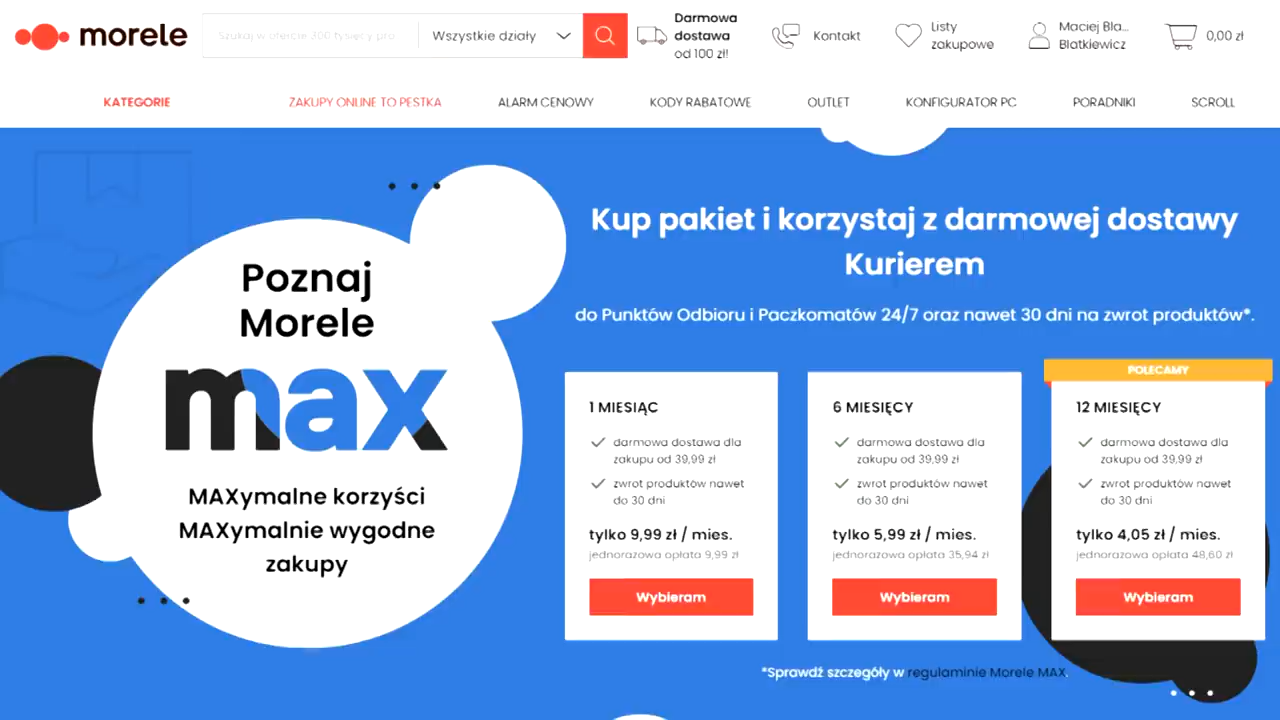 morele
Szukaj w ofercie 300 tysięcy pro
Wszystkie działy
Darmowa
dostawa
od 100 zł!
Kontakt
Listy
zakupowe
Maciej Bla...
Blatkiewicz
0,00 zł
KATEGORIE
ZAKUPY ONLINE TO PESTKA
ALARM CENOWY
KODY RABATOWE
OUTLET
KONFIGURATOR PC
PORADNIKI
SCROLL
Poznaj
Morele
max
MAXymalne korzyści
MAXymalnie wygodne
zakupy
Kup pakiet i korzystaj z darmowej dostawy
Kurierem
do Punktów Odbioru i Paczkomatów 24/7 oraz nawet 30 dni na zwrot produktów*.
1 MIESIĄC
darmowa dostawa dla
zakupu od 39,99 zł
zwrot produktów nawet
do 30 dni
tylko 9,99 zł / mies.
jednorazowa opłata 9,99 zł
Wybieram
6 MIESIĘCY
darmowa dostawa dla
zakupu od 39,99 zł
zwrot produktów nawet
do 30 dni
tylko 5,99 zł / mies.
jednorazowa opłata 35,94 zł
Wybieram
POLECAMY
12 MIESIĘCY
darmowa dostawa dla
zakupu od 39,99 zł
zwrot produktów nawet
do 30 dni
tylko 4,05 zł / mies.
jednorazowa opłata 48,60 zł
Wybieram
*Sprawdź szczegóły w regulaminie Morele MAX.